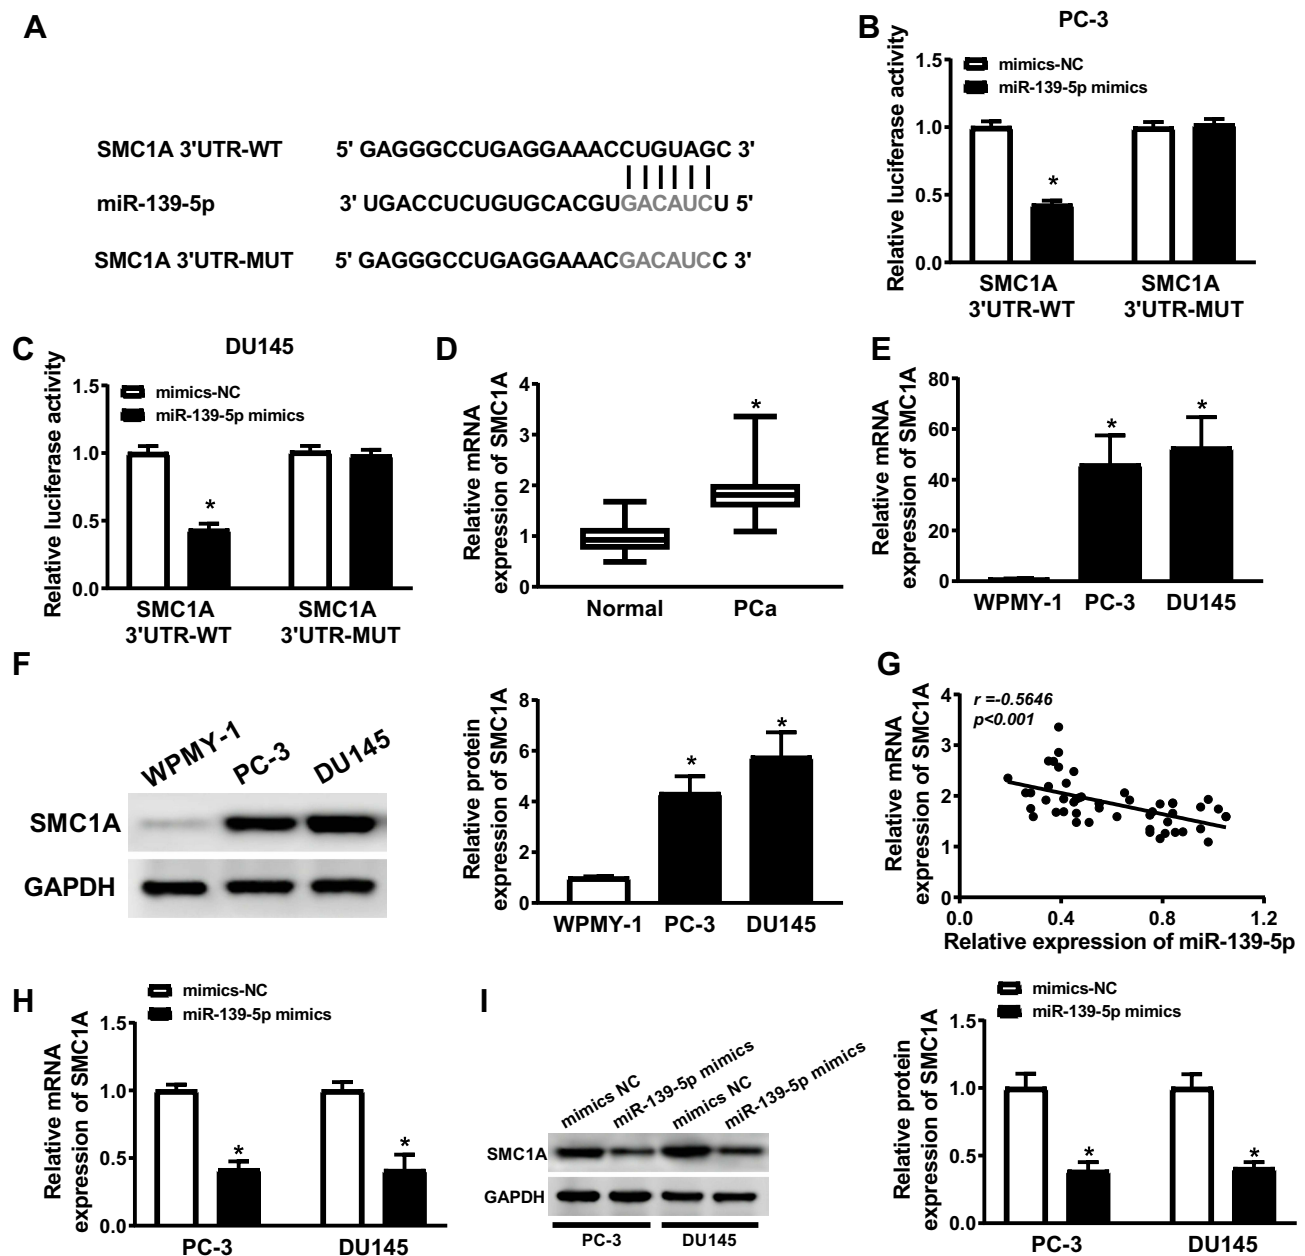 A
SMC1A 3'UTR-WT 5' GAGGGCCUGAGGAAACCUGUAGC 3'
miR-139-5p 3' UGACCUCUGUGCACGUGACAUCU 5'
SMC1A 3'UTR-MUT 5' GAGGGCCUGAGGAAACGACAUCC 3'
B
PC-3
Relative luciferase activity
mimics-NC
miR-139-5p mimics
1.5
1.0
0.5
0.0
*
SMC1A
3'UTR-WT
SMC1A
3'UTR-MUT
C
DU145
Relative luciferase activity
mimics-NC
miR-139-5p mimics
1.5
1.0
0.5
0.0
*
SMC1A
3'UTR-WT
SMC1A
3'UTR-MUT
D
Relative mRNA
expression of SMC1A
4
3
2
1
0
*
Normal PCa
E
Relative mRNA
expression of SMC1A
80
60
40
20
0
* *
WPMY-1 PC-3 DU145
F
WPMY-1 PC-3 DU145
SMC1A
GAPDH
Relative protein
expression of SMC1A
8
6
4
2
0
* *
WPMY-1 PC-3 DU145
G
Relative mRNA
expression of SMC1A
4
3
2
1
0
r =-0.5646
p<0.001
0.0 0.4 0.8 1.2
Relative expression of miR-139-5p
H
mimics-NC
miR-139-5p mimics
Relative mRNA
expression of SMC1A
1.5
1.0
0.5
0.0
* *
PC-3 DU145
I
mimics NC
miR-139-5p mimics
mimics NC
miR-139-5p mimics
SMC1A
GAPDH
PC-3 DU145
mimics-NC
miR-139-5p mimics
Relative protein
expression of SMC1A
1.5
1.0
0.5
0.0
* *
PC-3 DU145